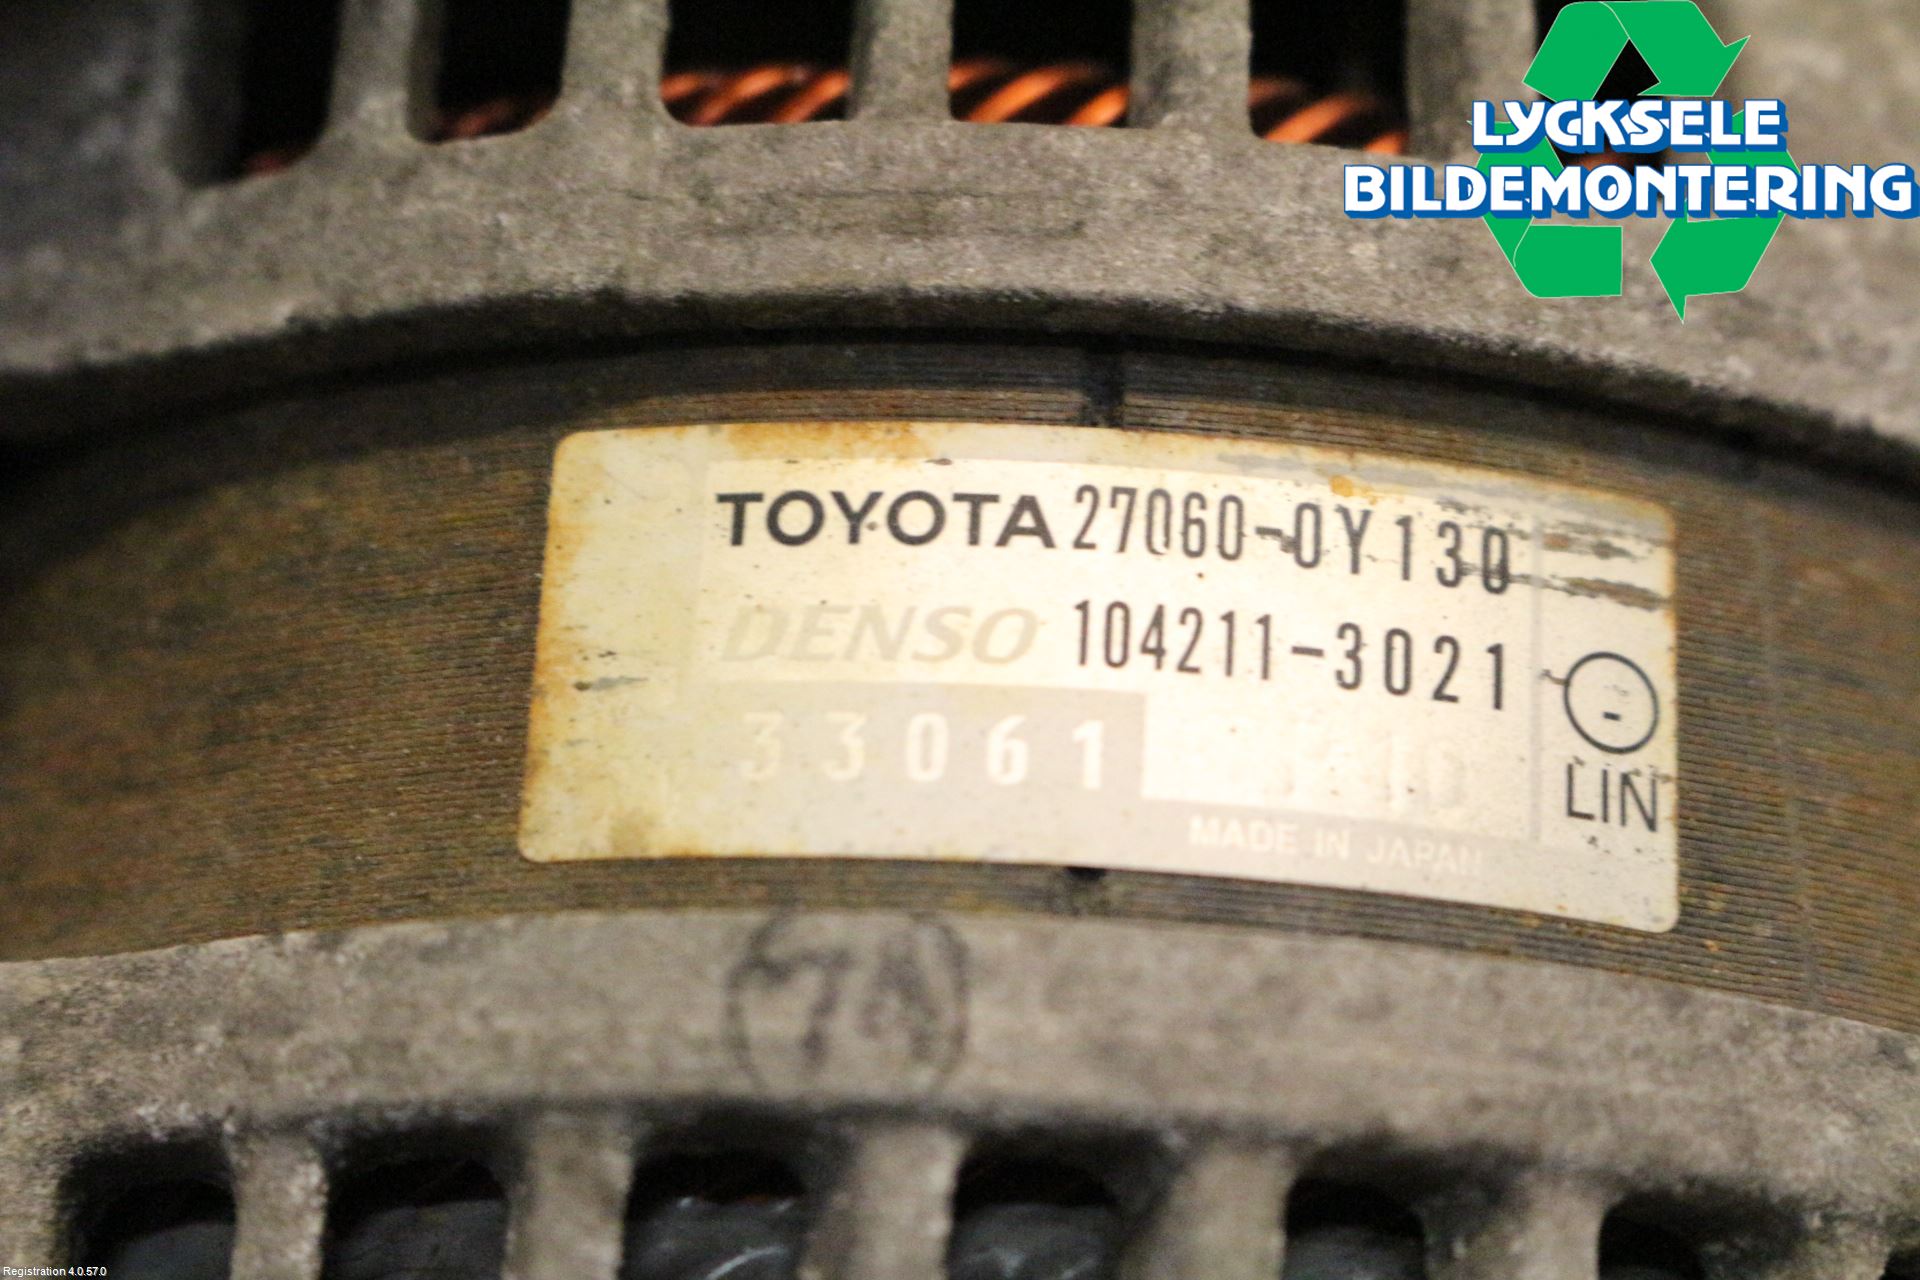 LYCKSELE
BILDEMONTERING
TOYOTA 27060-0Y130
DENSO 104211-3021
33061
LIN
MADE IN JAPAN
Registration 4.0.57.0